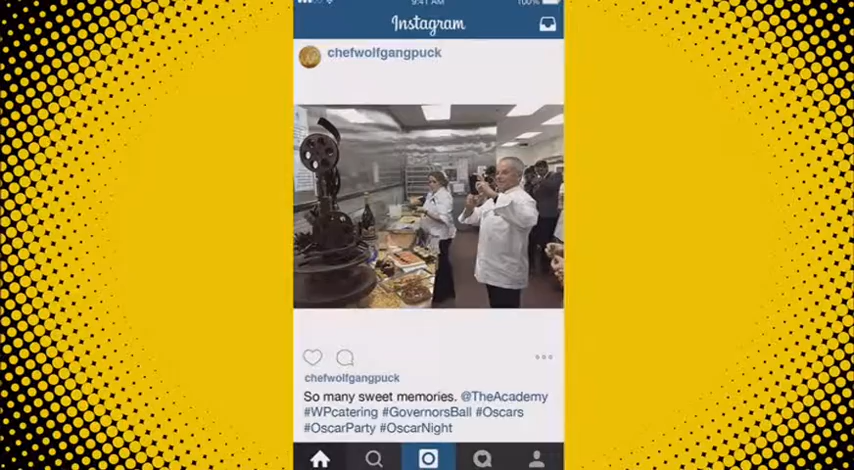 9:41 AM
100%
Instagram
chefwolfgangpuck
chefwolfgangpuck
So many sweet memories. @TheAcademy
#WPcatering #GovernorsBall #Oscars
#OscarParty #OscarNight